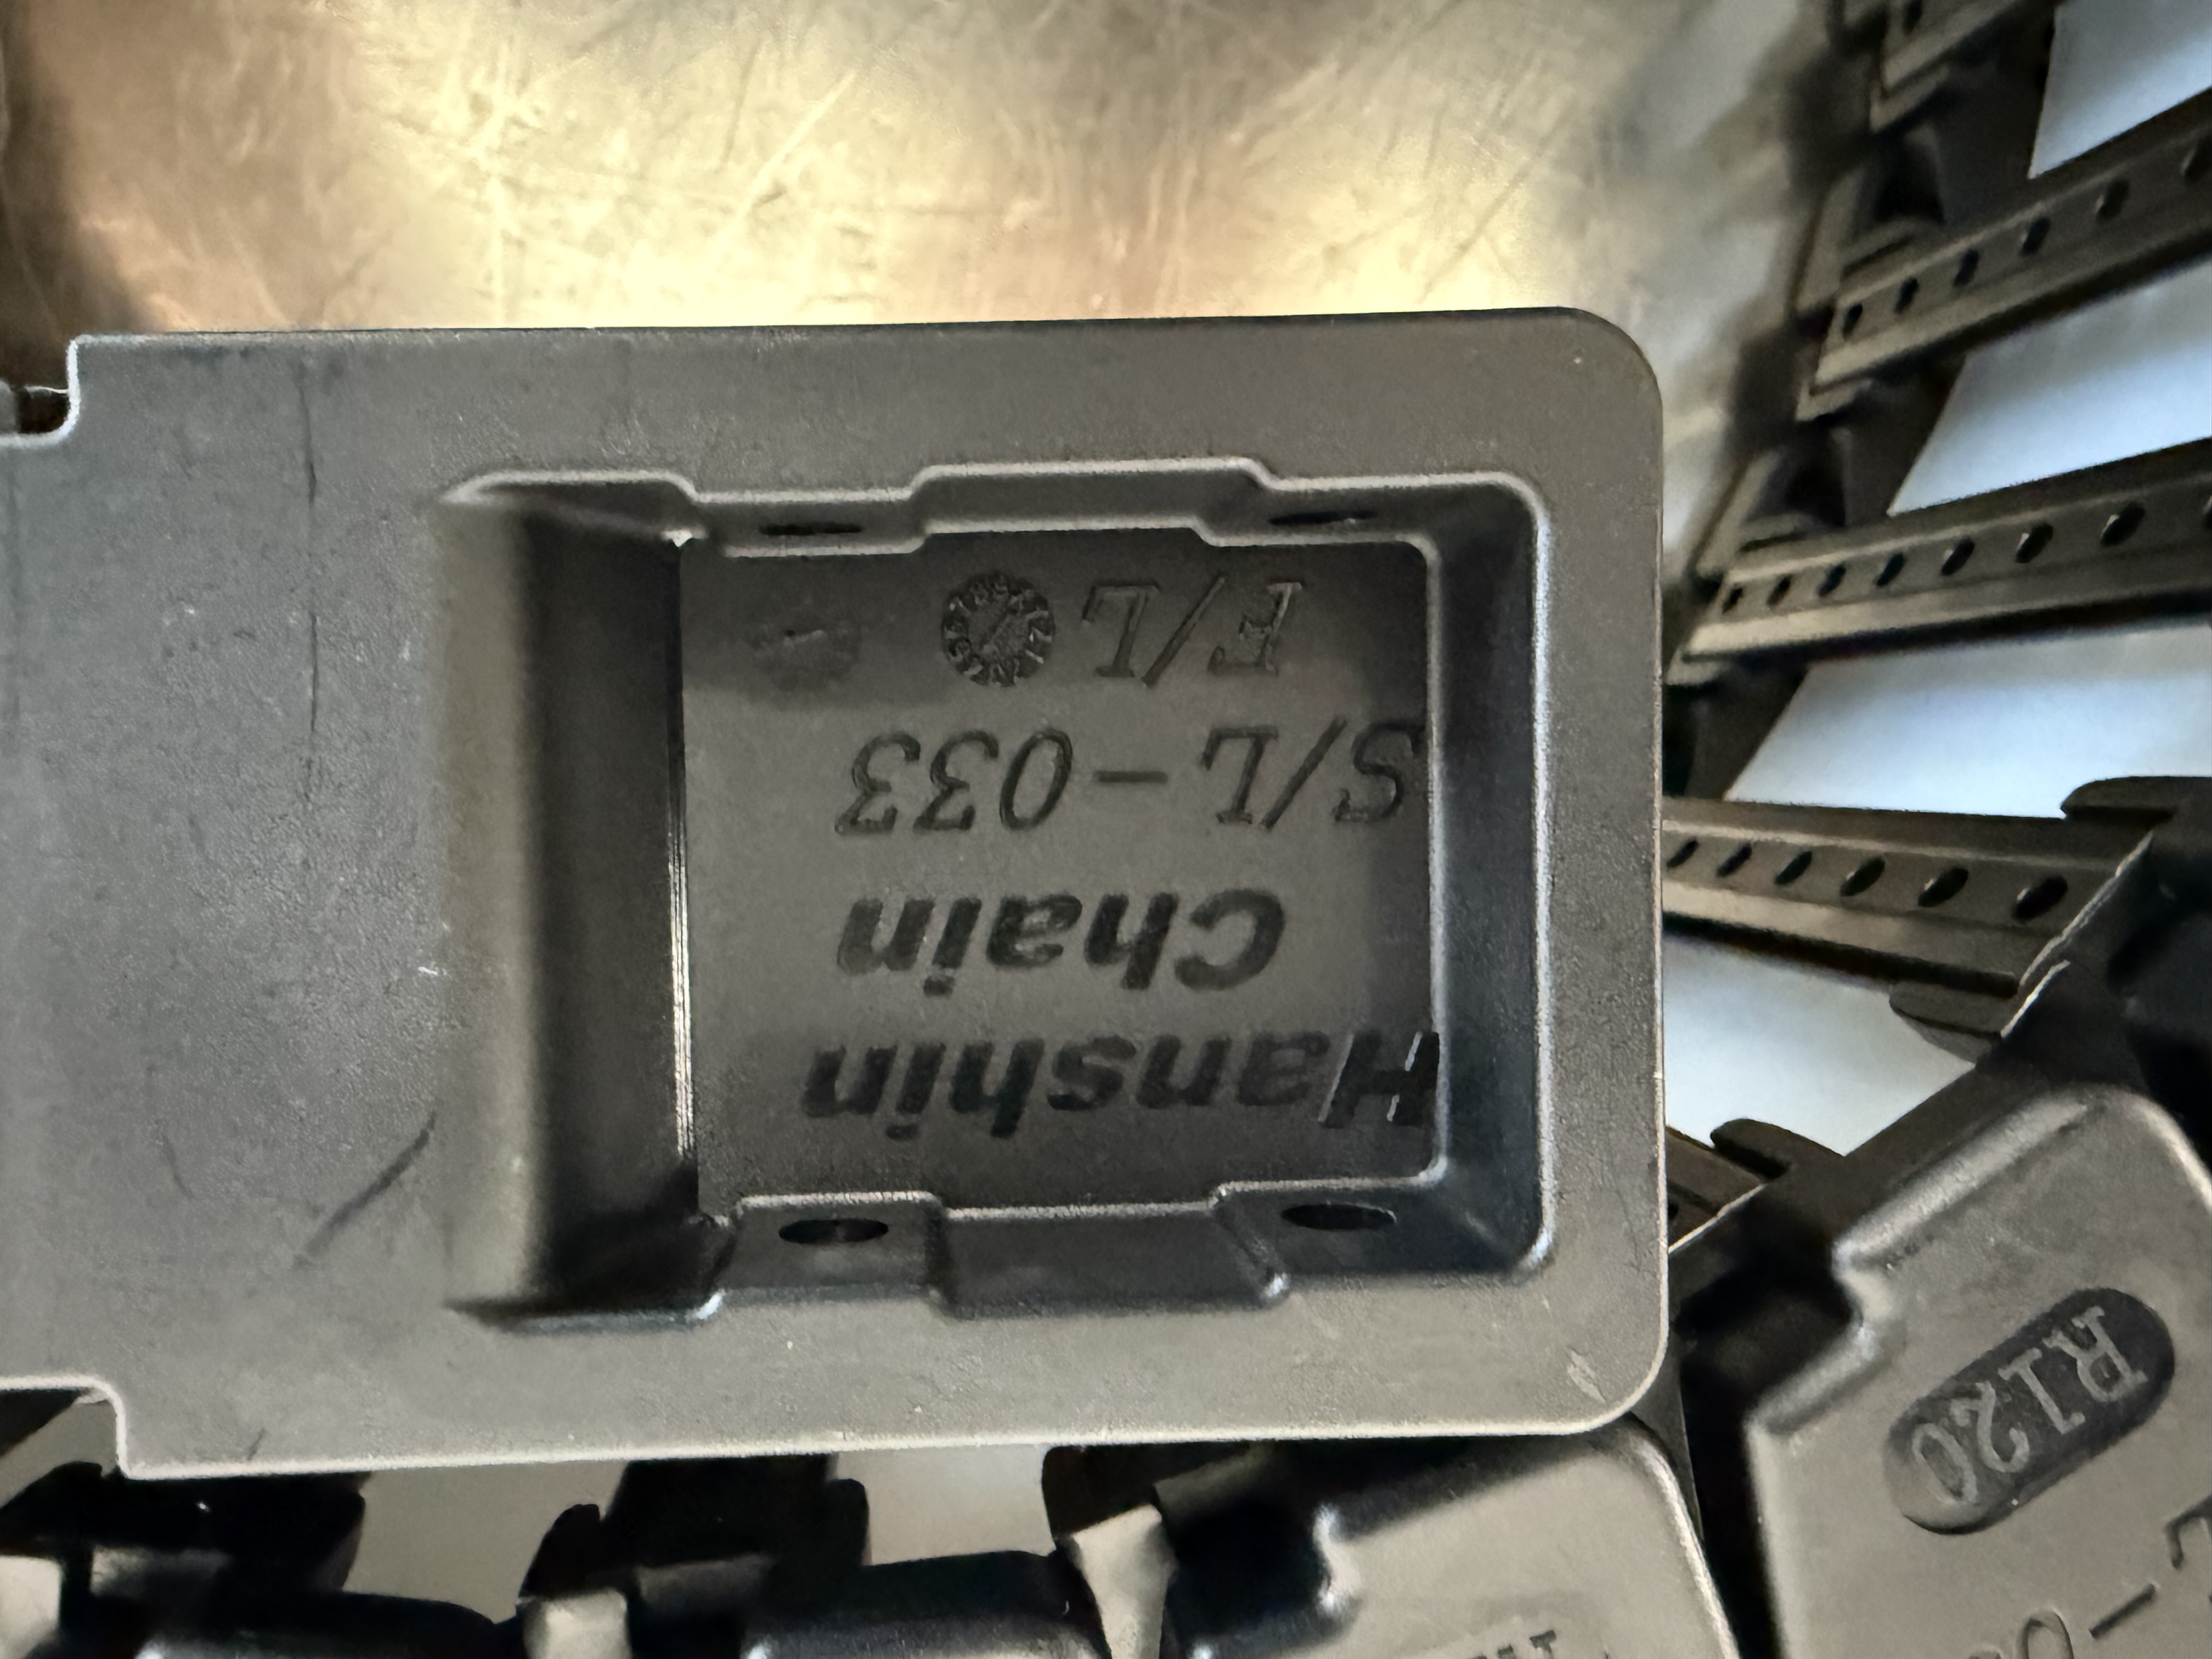 Hanshin
Chain
S/L-033
F/L
R120